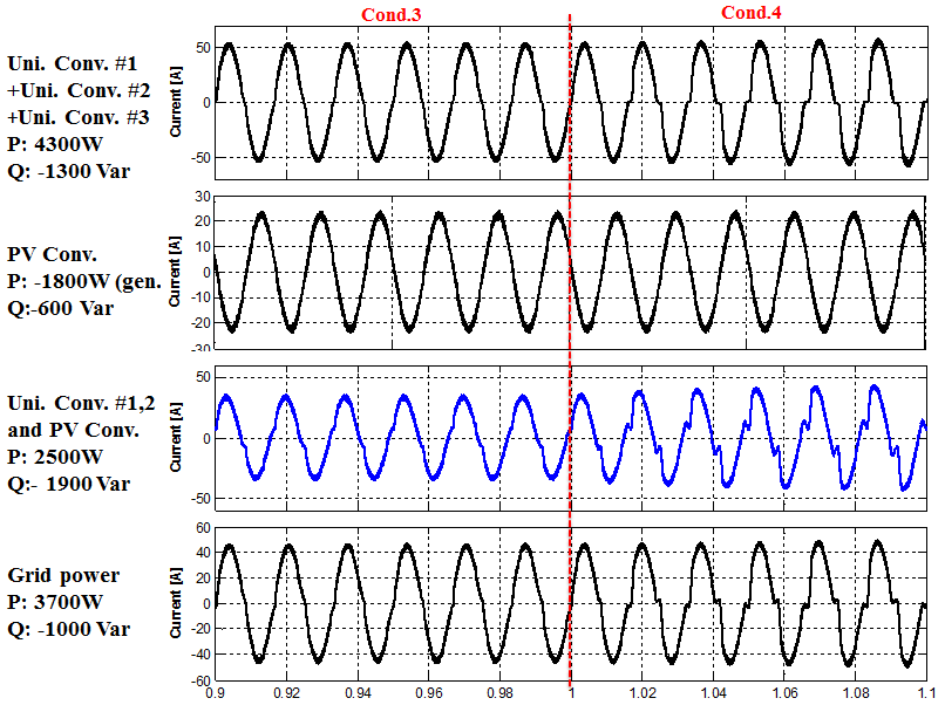 Cond.3
Cond.4
Uni. Conv. #1
+Uni. Conv. #2
+Uni. Conv. #3
P: 4300W
Q: -1300 Var
Current [A]
50
0
-50
PV Conv.
P: -1800W (gen.
Q:-600 Var
Current [A]
30
20
10
0
-10
-20
-30
Uni. Conv. #1,2
and PV Conv.
P: 2500W
Q:- 1900 Var
Current [A]
50
0
-50
Grid power
P: 3700W
Q: -1000 Var
Current [A]
60
40
20
0
-20
-40
-60
0.9 0.92 0.94 0.96 0.98 1 1.02 1.04 1.06 1.08 1.1